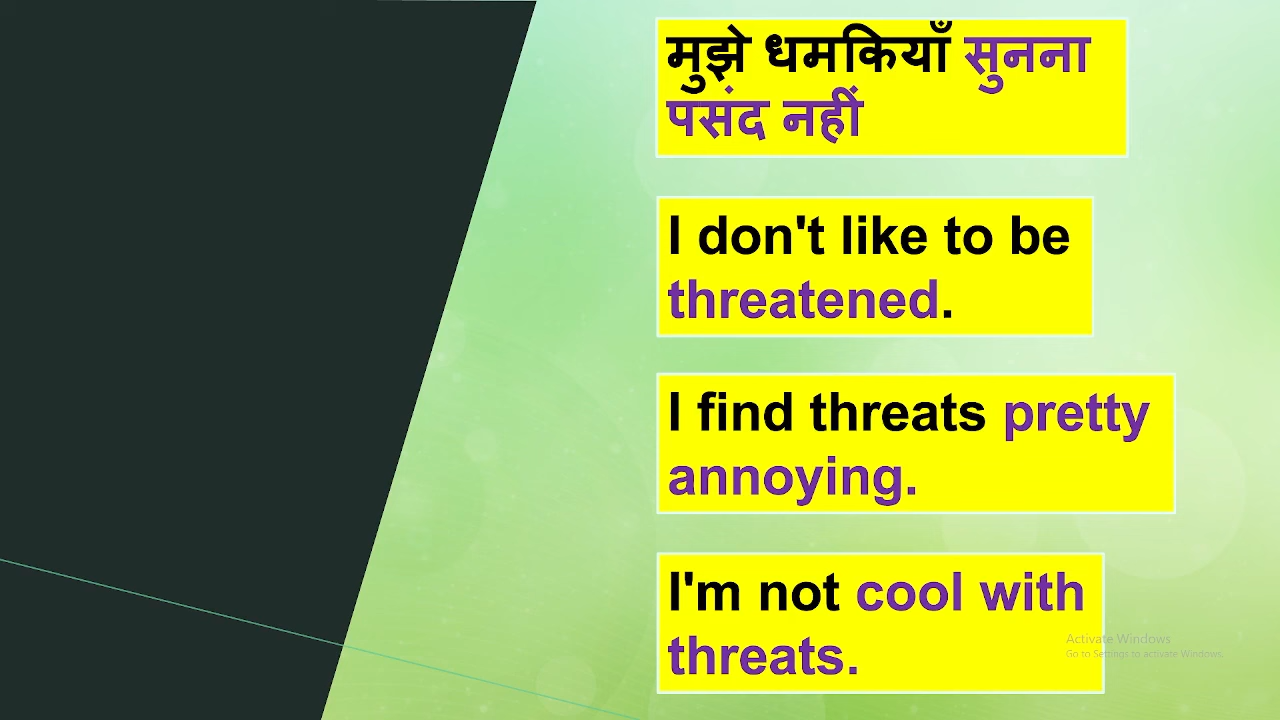 मुझे धमकियाँ सुनना
पसंद नहीं
I don't like to be
threatened.
I find threats pretty
annoying.
I'm not cool with
threats.
Activate Windows
Go to Settings to activate Windows.